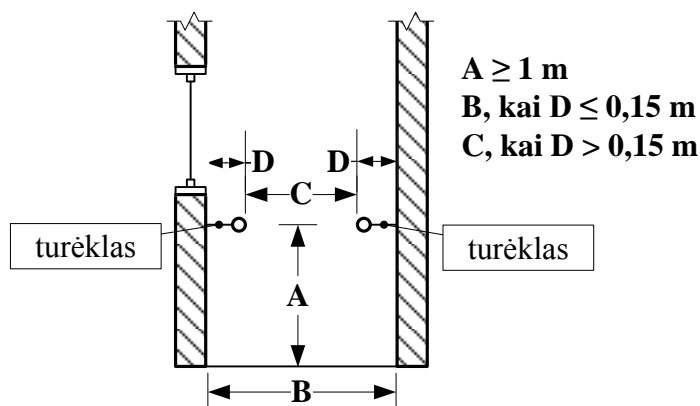 A ≥ 1 m
B, kai D ≤ 0,15 m
C, kai D > 0,15 m
D
D
C
turėklas
turėklas
A
B